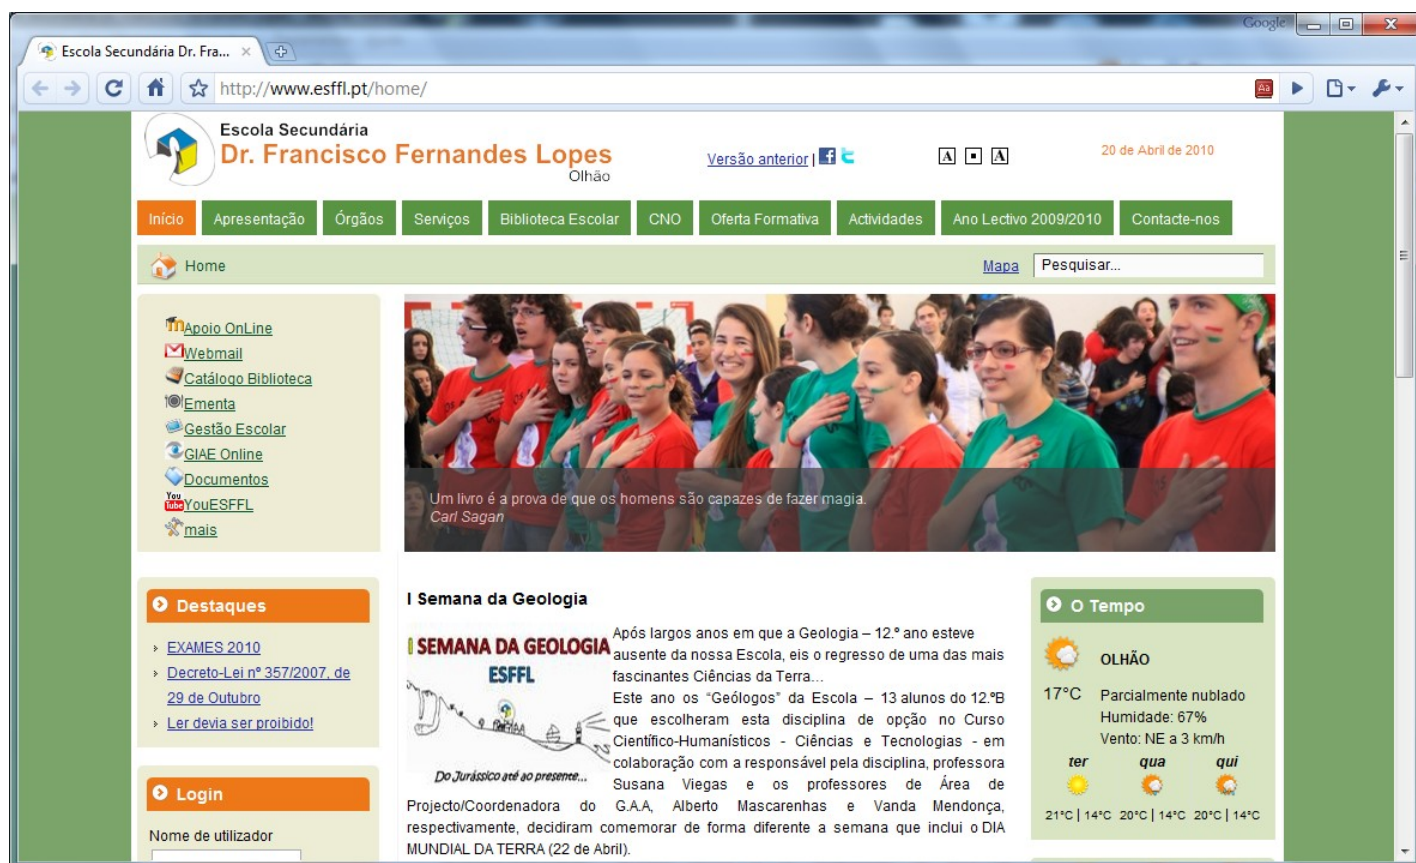 Google
Escola Secundária Dr. Fra...
http://www.esffl.pt/home/
Escola Secundária
Dr. Francisco Fernandes Lopes
Olhão
Versão anterior |
A A
20 de Abril de 2010
Início Apresentação Órgãos Serviços Biblioteca Escolar CNO Oferta Formativa Actividades Ano Lectivo 2009/2010 Contacte-nos
Home
Mapa Pesquisar...
Apoio OnLine
Webmail
Catálogo Biblioteca
Ementa
Gestão Escolar
GIAE Online
Documentos
You Tube YouESFFL
mais
Um livro é a prova de que os homens são capazes de fazer magia.
Carl Sagan
Destaques
EXAMES 2010
Decreto-Lei nº 357/2007, de
29 de Outubro
Ler devia ser proibido!
Login
Nome de utilizador
I Semana da Geologia
I SEMANA DA GEOLOGIA
ESFFL
Do Jurássico até ao presente...
Após largos anos em que a Geologia – 12.º ano esteve
ausente da nossa Escola, eis o regresso de uma das mais
fascinantes Ciências da Terra...
Este ano os “Geólogos” da Escola – 13 alunos do 12.ºB
que escolheram esta disciplina de opção no Curso
Científico-Humanísticos - Ciências e Tecnologias - em
colaboração com a responsável pela disciplina, professora
Susana Viegas e os professores de Área de
Projecto/Coordenadora do G.A.A, Alberto Mascarenhas e Vanda Mendonça,
respectivamente, decidiram comemorar de forma diferente a semana que inclui o DIA
MUNDIAL DA TERRA (22 de Abril).
O Tempo
OLHÃO
17°C Parcialmente nublado
Humidade: 67%
Vento: NE a 3 km/h
ter qua qui
21°C | 14°C 20°C | 14°C 20°C | 14°C